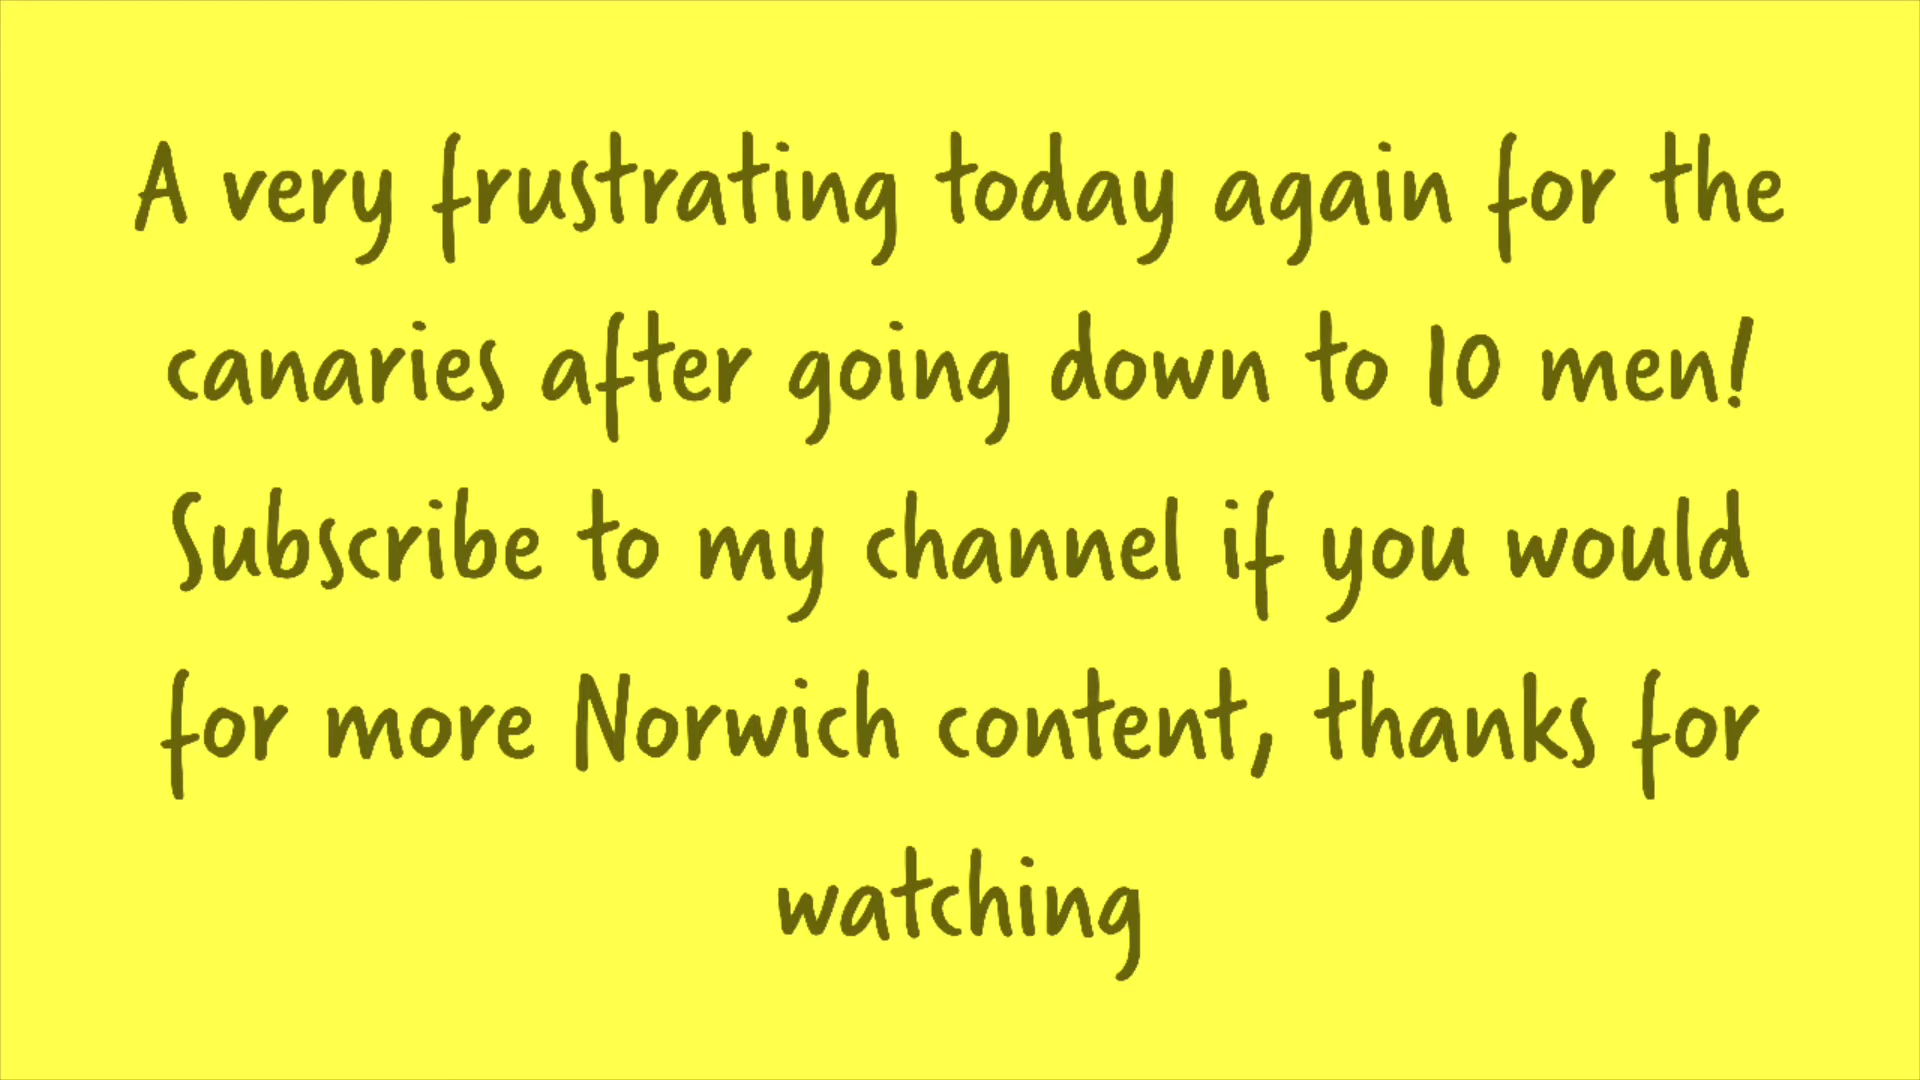 A very frustrating today again for the
canaries after going down to 10 men!
Subscribe to my channel if you would
for more Norwich content, thanks for
watching